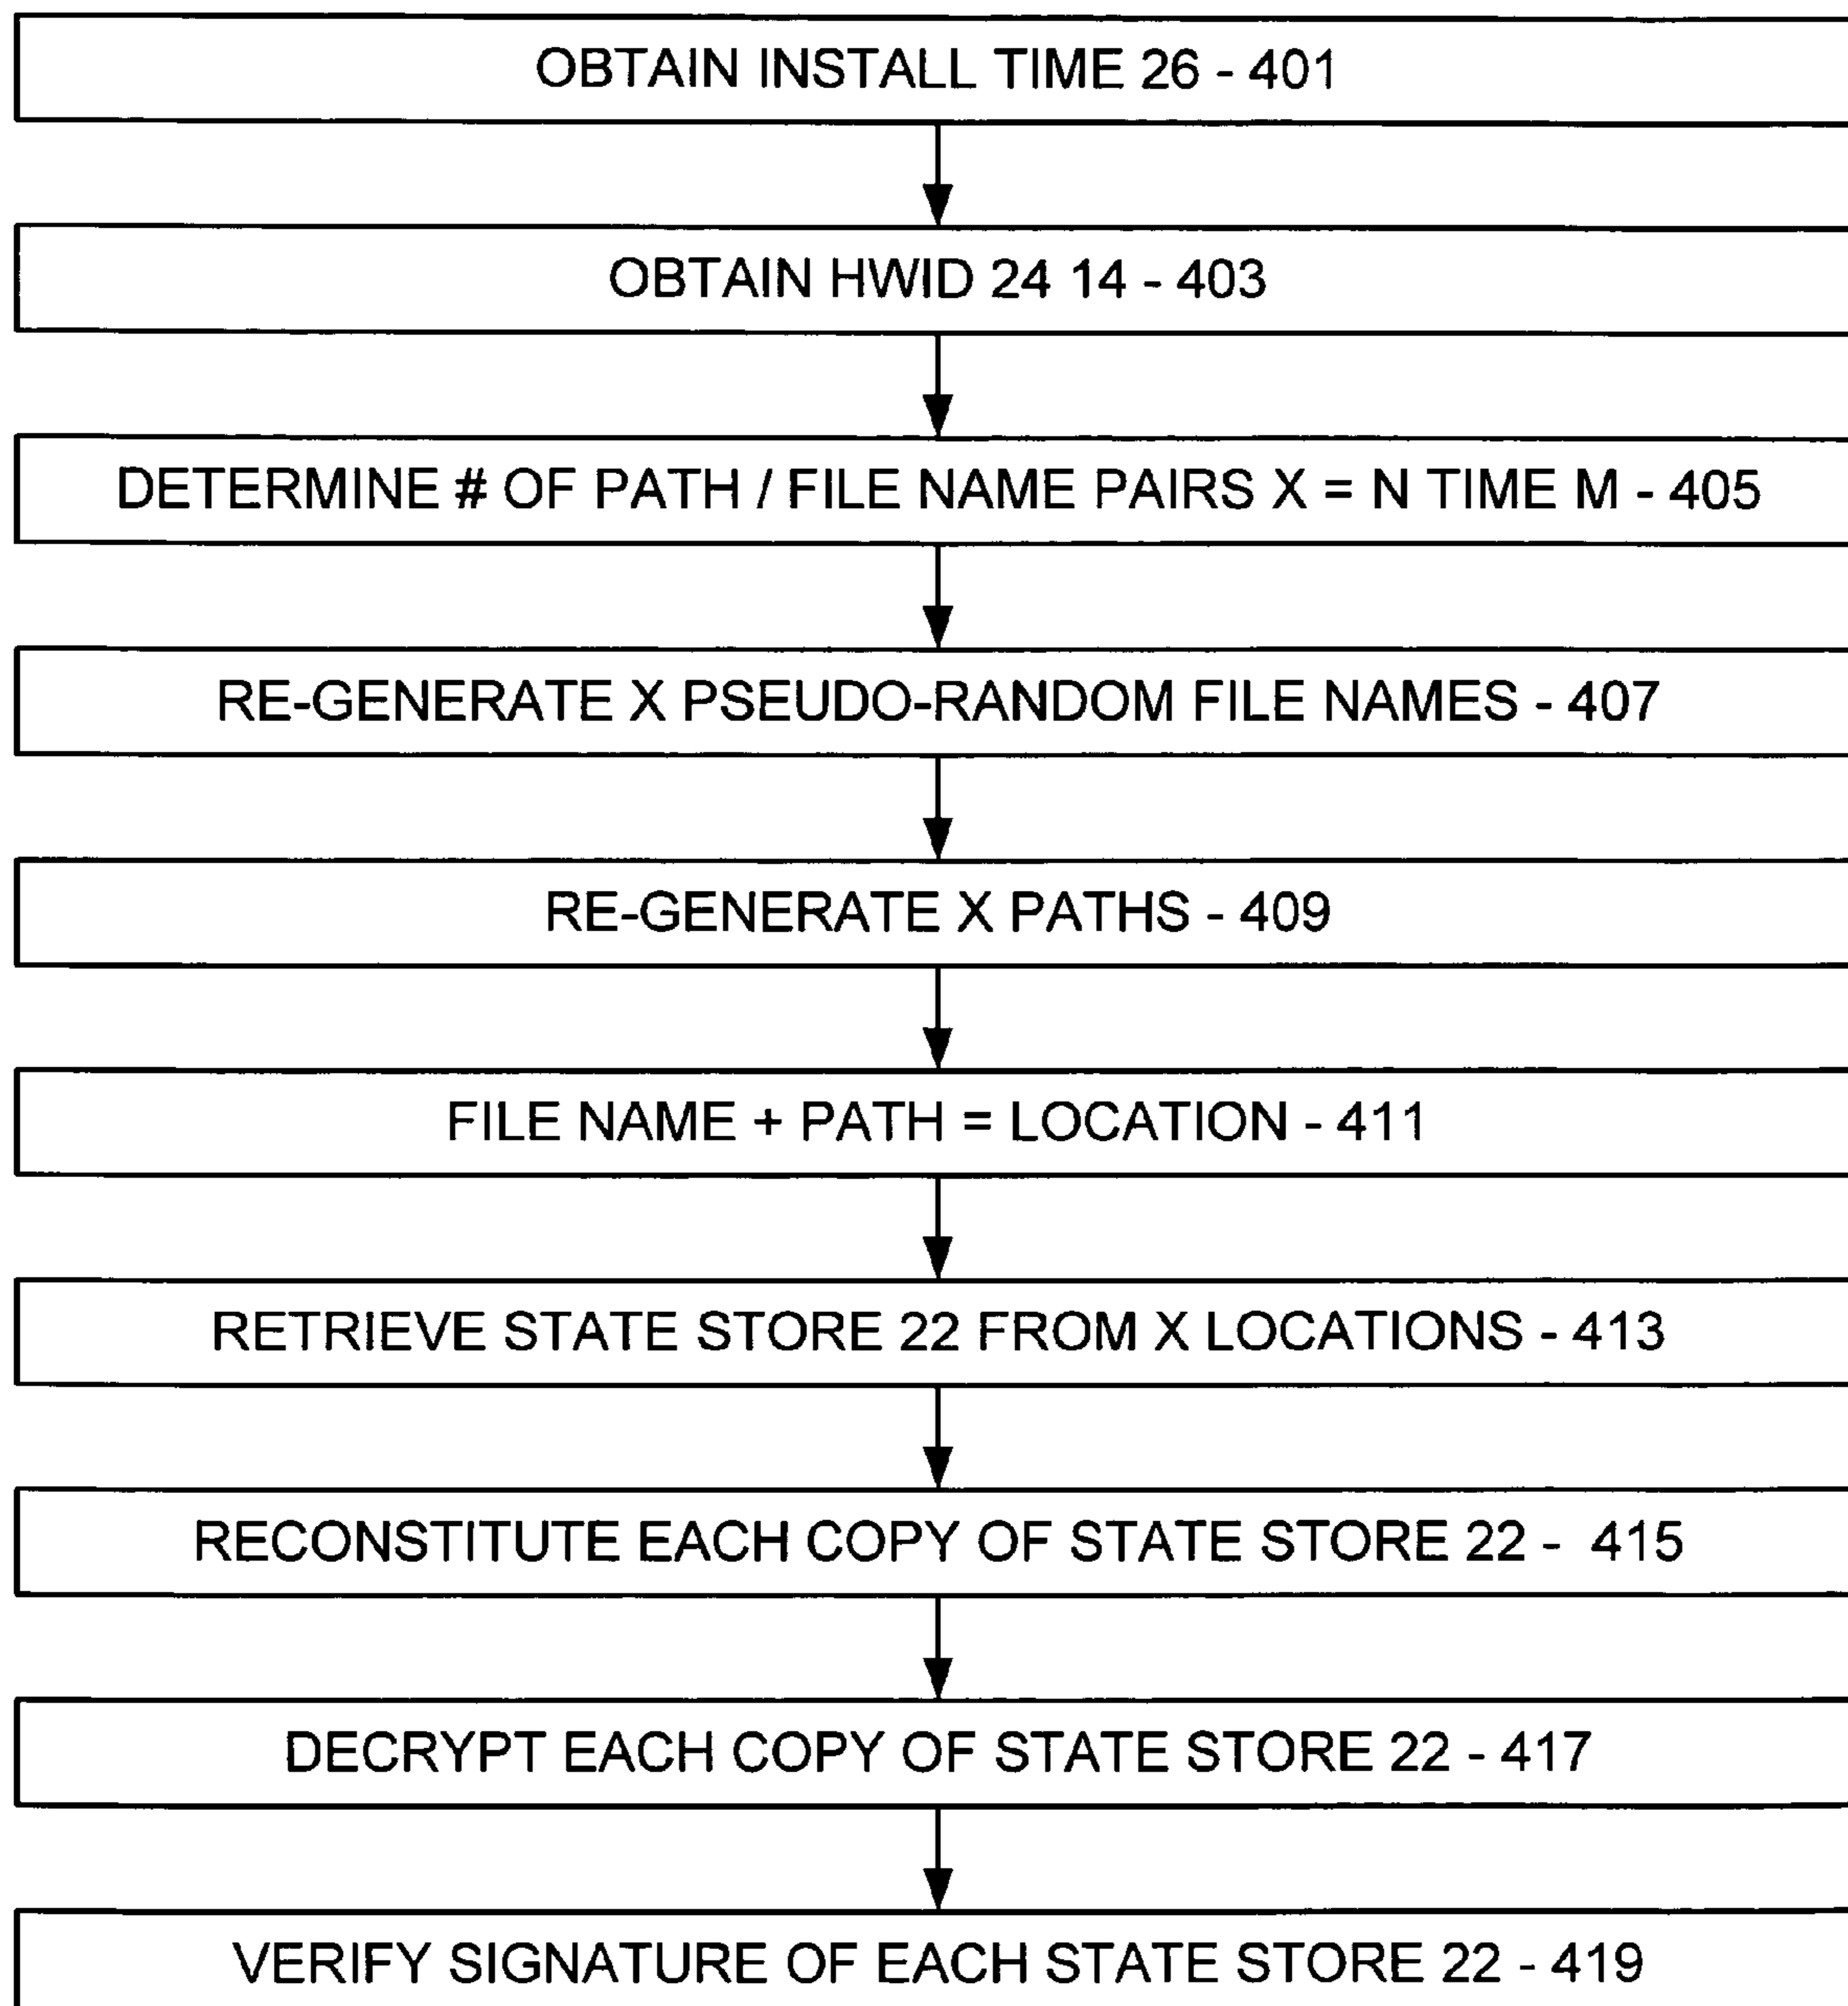 OBTAIN INSTALL TIME 26 - 401
OBTAIN HWID 24 14 - 403
DETERMINE # OF PATH / FILE NAME PAIRS X = N TIME M - 405
RE-GENERATE X PSEUDO-RANDOM FILE NAMES - 407
RE-GENERATE X PATHS - 409
FILE NAME + PATH = LOCATION - 411
RETRIEVE STATE STORE 22 FROM X LOCATIONS - 413
RECONSTITUTE EACH COPY OF STATE STORE 22 - 415
DECRYPT EACH COPY OF STATE STORE 22 - 417
VERIFY SIGNATURE OF EACH STATE STORE 22 - 419